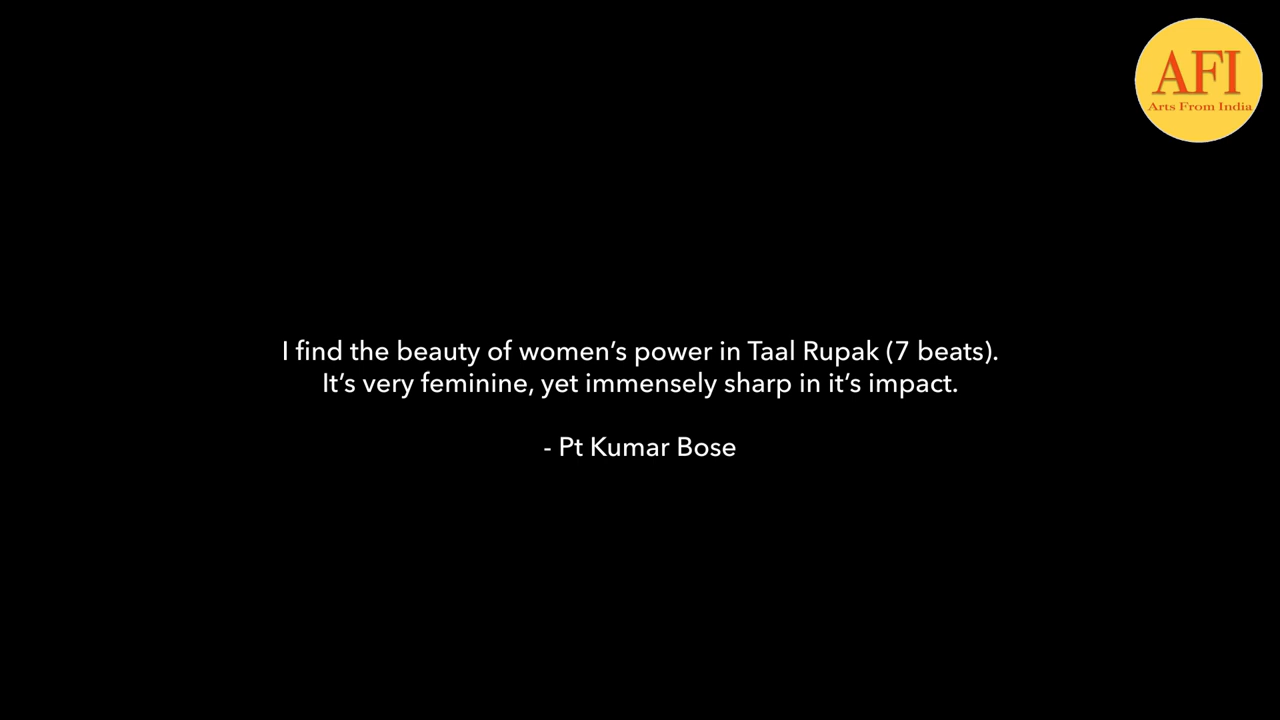 AFI
Arts From India
I find the beauty of women’s power in Taal Rupak (7 beats).
It’s very feminine, yet immensely sharp in it’s impact.
- Pt Kumar Bose